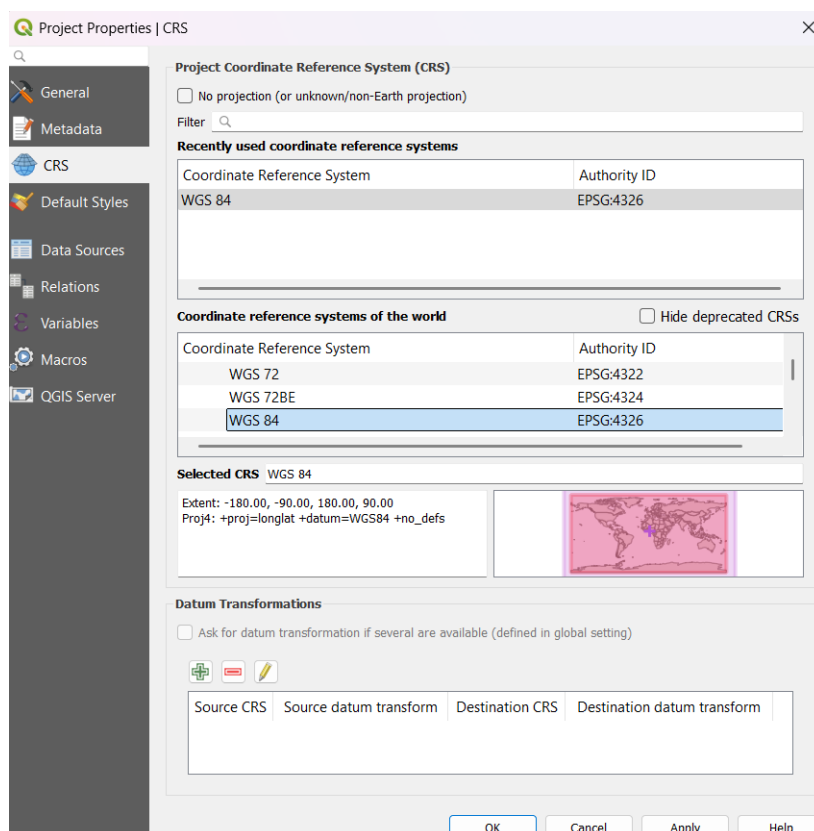 Project Properties | CRS
General
Metadata
CRS
Default Styles
Data Sources
Relations
Variables
Macros
QGIS Server
Project Coordinate Reference System (CRS)
No projection (or unknown/non-Earth projection)
Filter
Recently used coordinate reference systems
Coordinate Reference System Authority ID
WGS 84 EPSG:4326
Coordinate reference systems of the world Hide deprecated CRSs
Coordinate Reference System Authority ID
WGS 72 EPSG:4322
WGS 72BE EPSG:4324
WGS 84 EPSG:4326
Selected CRS WGS 84
Extent: -180.00, -90.00, 180.00, 90.00
Proj4: +proj=longlat +datum=WGS84 +no_defs
Datum Transformations
Ask for datum transformation if several are available (defined in global setting)
Source CRS Source datum transform Destination CRS Destination datum transform
OK Cancel Apply Help